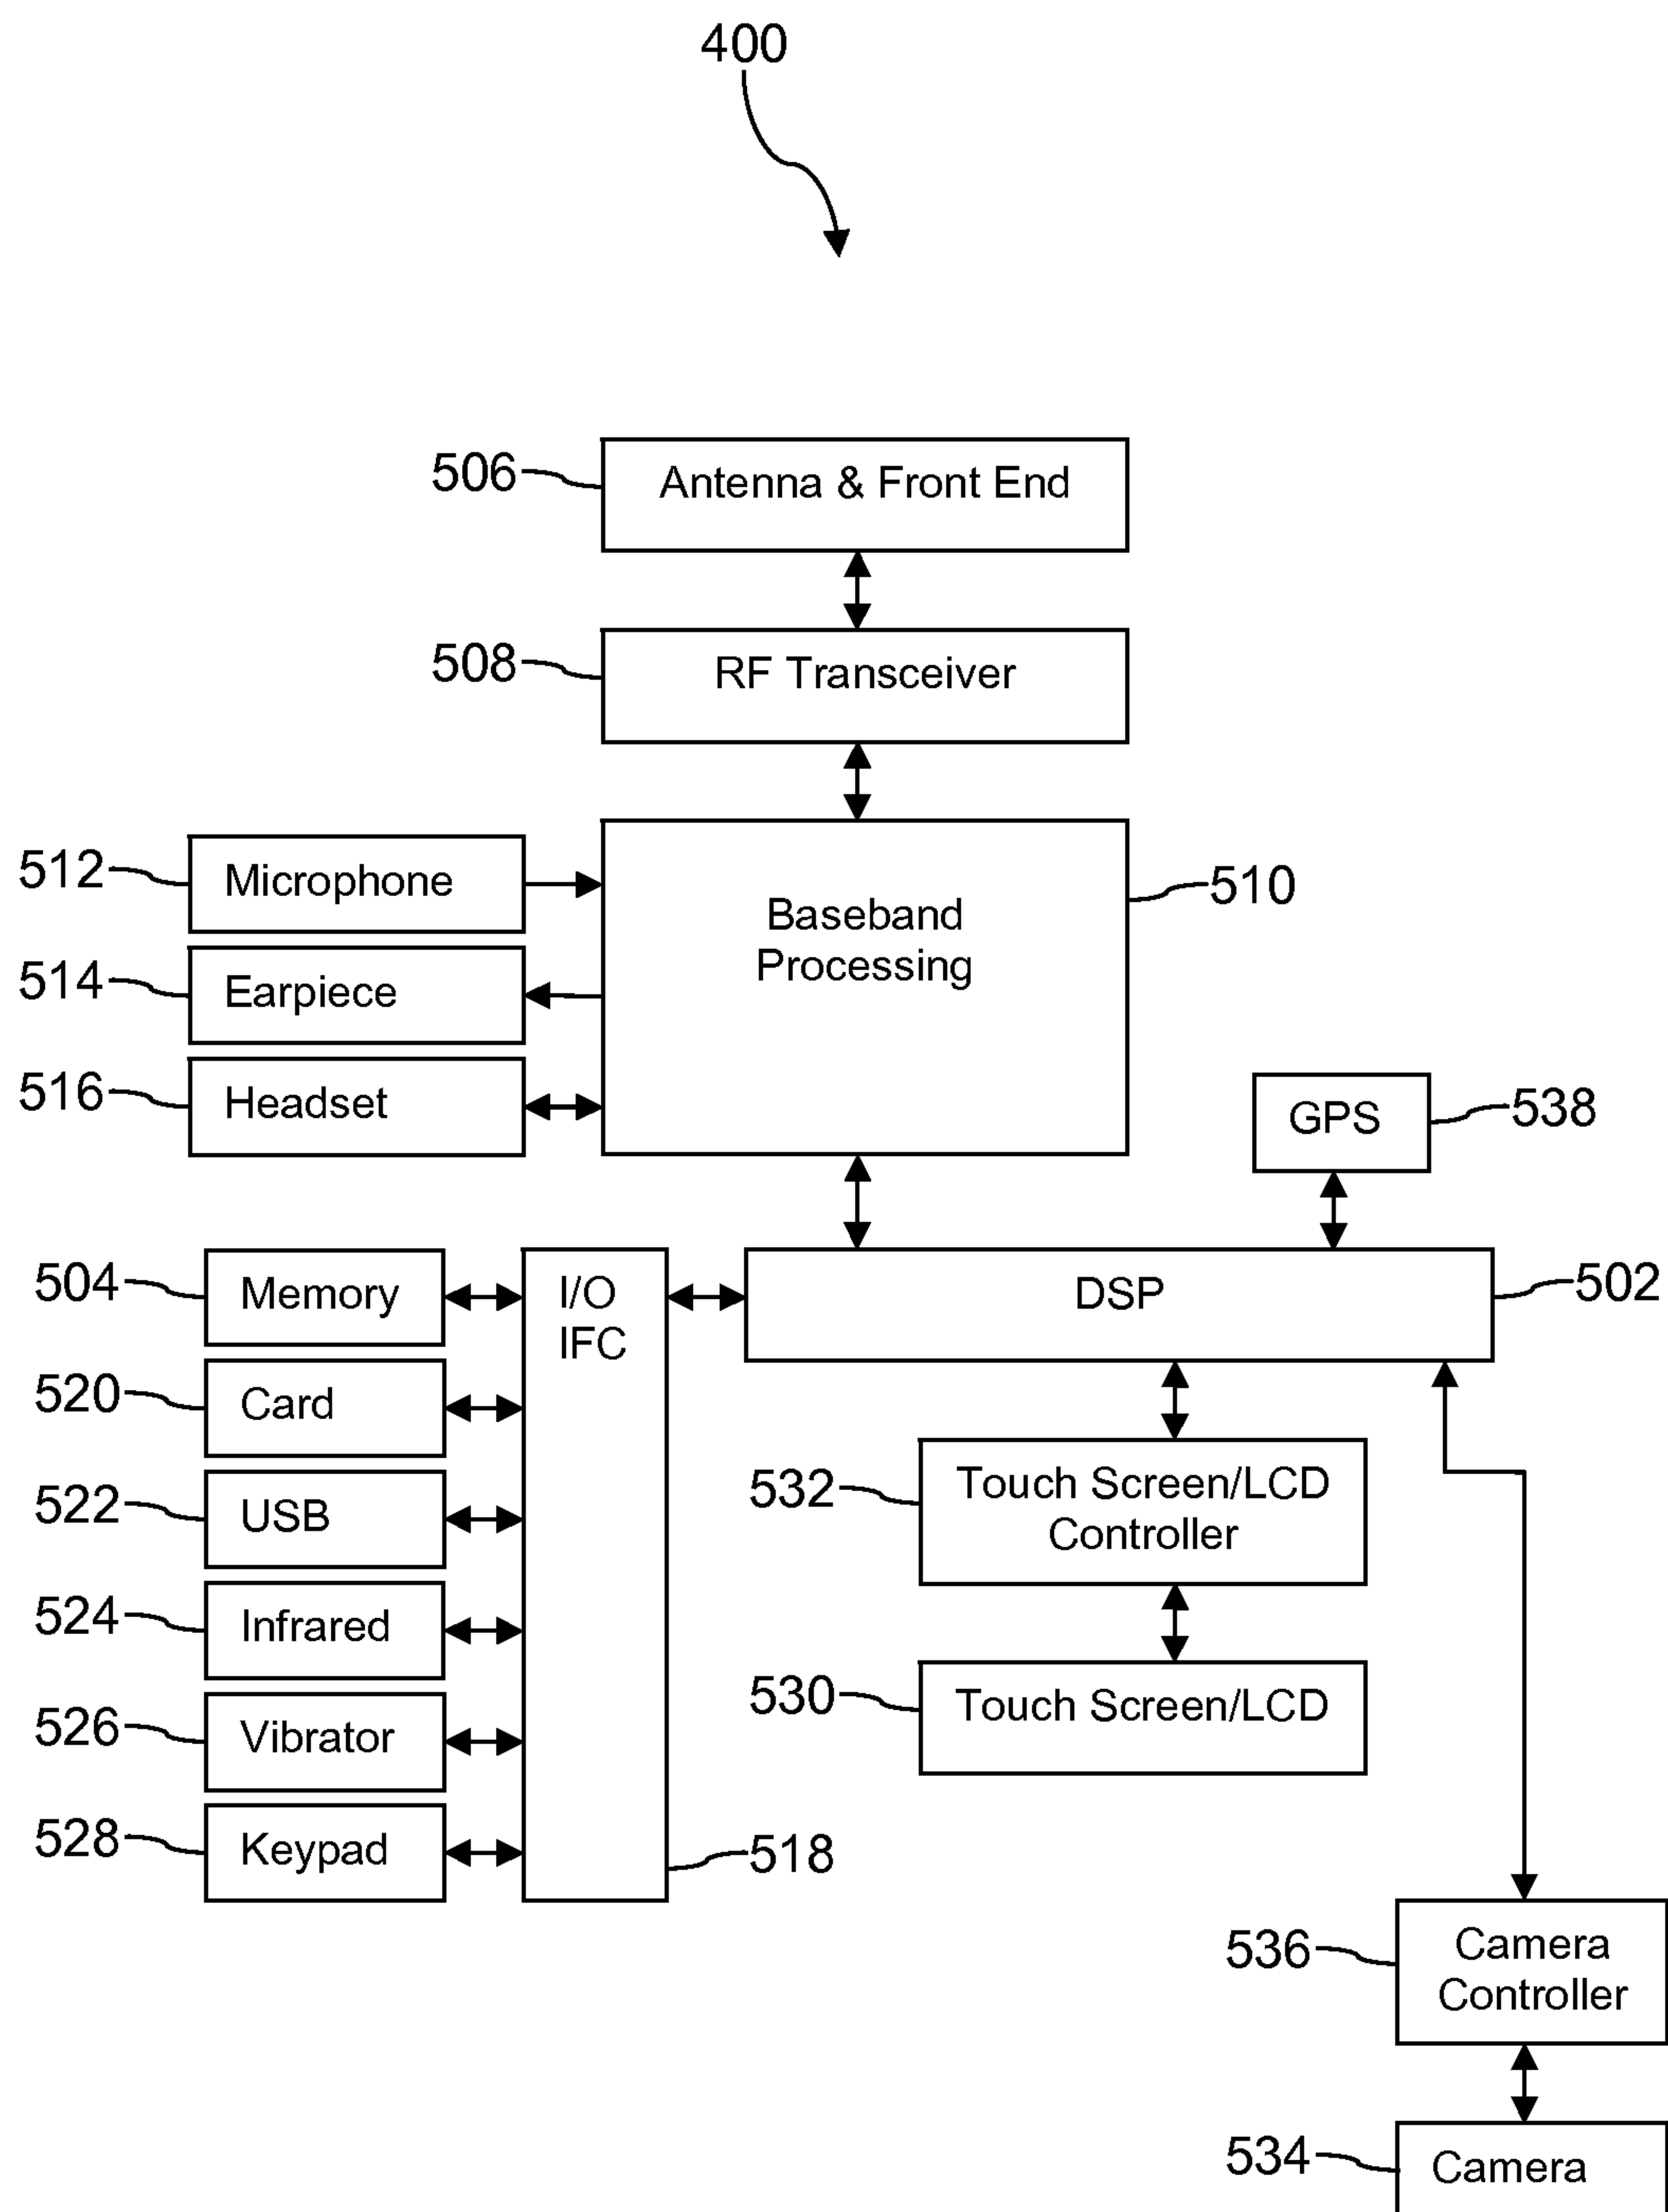 400
506
Antenna & Front End
508
RF Transceiver
512
Microphone
Baseband
Processing
510
514
Earpiece
516
Headset
GPS
538
504
Memory
I/O
IFC
DSP
502
520
Card
522
USB
532
Touch Screen/LCD
Controller
524
Infrared
526
Vibrator
530
Touch Screen/LCD
528
Keypad
518
536
Camera
Controller
534
Camera